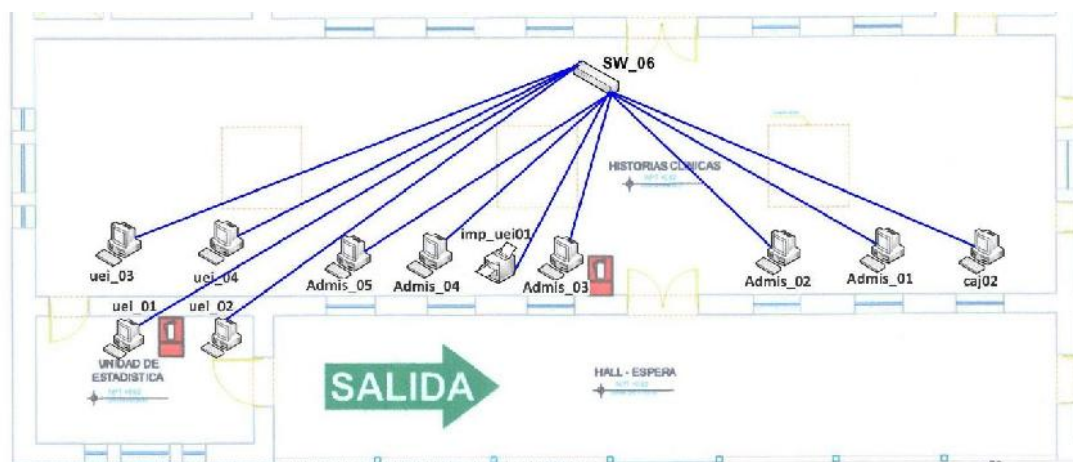 SW_06
HISTORIAS CLINICAS
imp_uei01
uei_03
uei_04
Admis_05
Admis_04
Admis_03
Admis_02
Admis_01
caj02
uei_01
uei_02
UNIDAD DE
ESTADISTICA
SALIDA
HALL - ESPERA